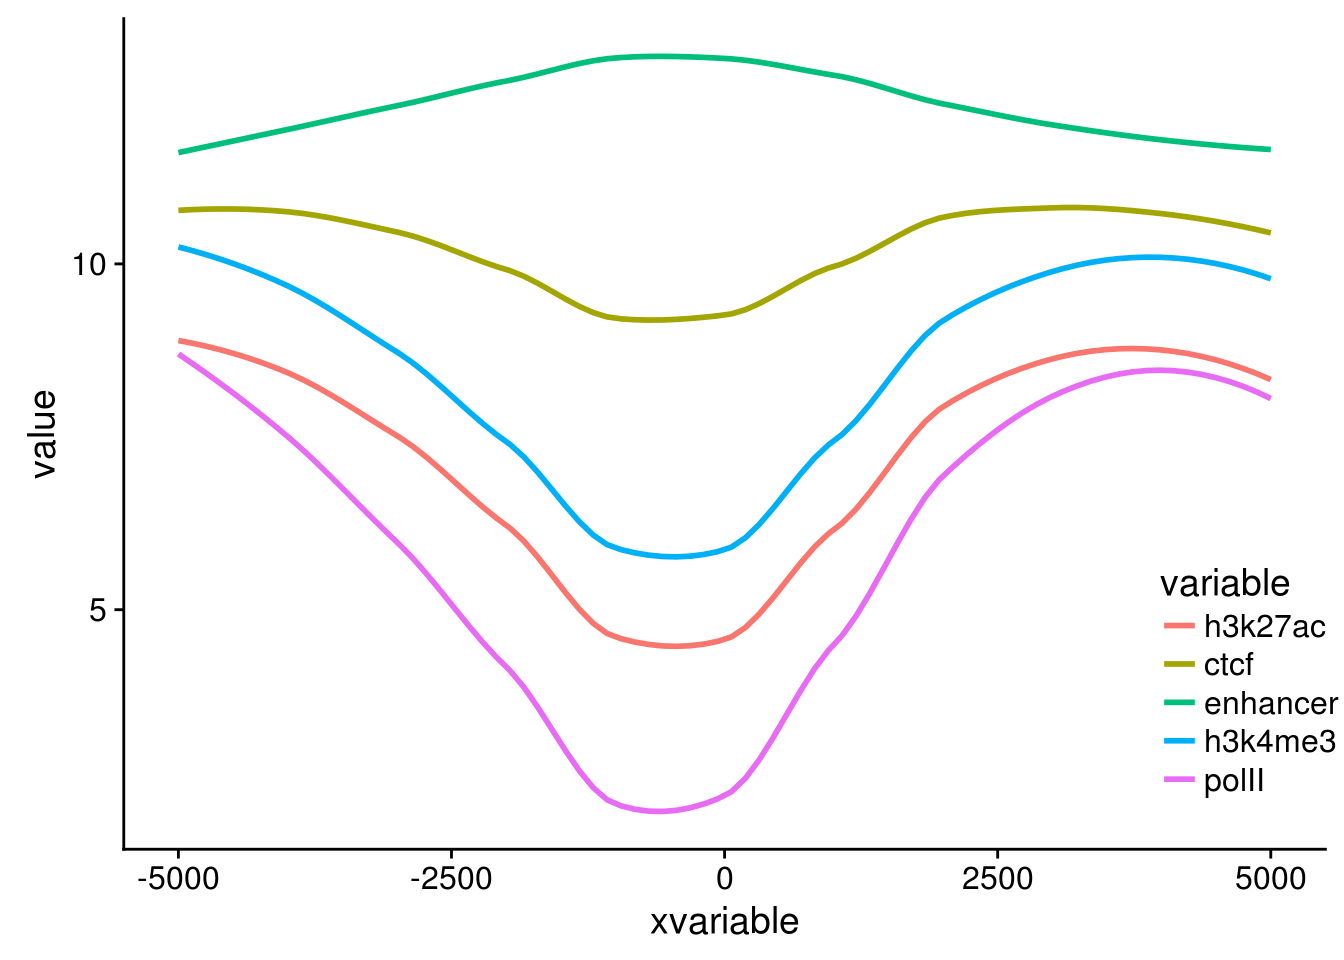 10
5
value
-5000
-2500
0
2500
5000
xvariable
variable
h3k27ac
ctcf
enhancer
h3k4me3
polII